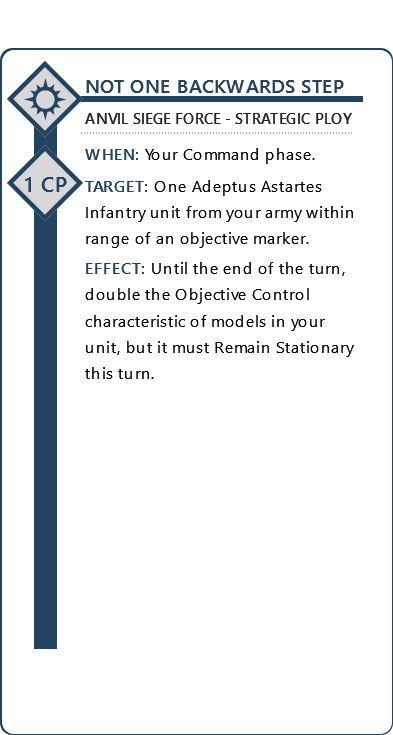 NOT ONE BACKWARDS STEP
ANVIL SIEGE FORCE - STRATEGIC PLOY
1 CP
WHEN: Your Command phase.
TARGET: One Adeptus Astartes
Infantry unit from your army within
range of an objective marker.
EFFECT: Until the end of the turn,
double the Objective Control
characteristic of models in your
unit, but it must Remain Stationary
this turn.